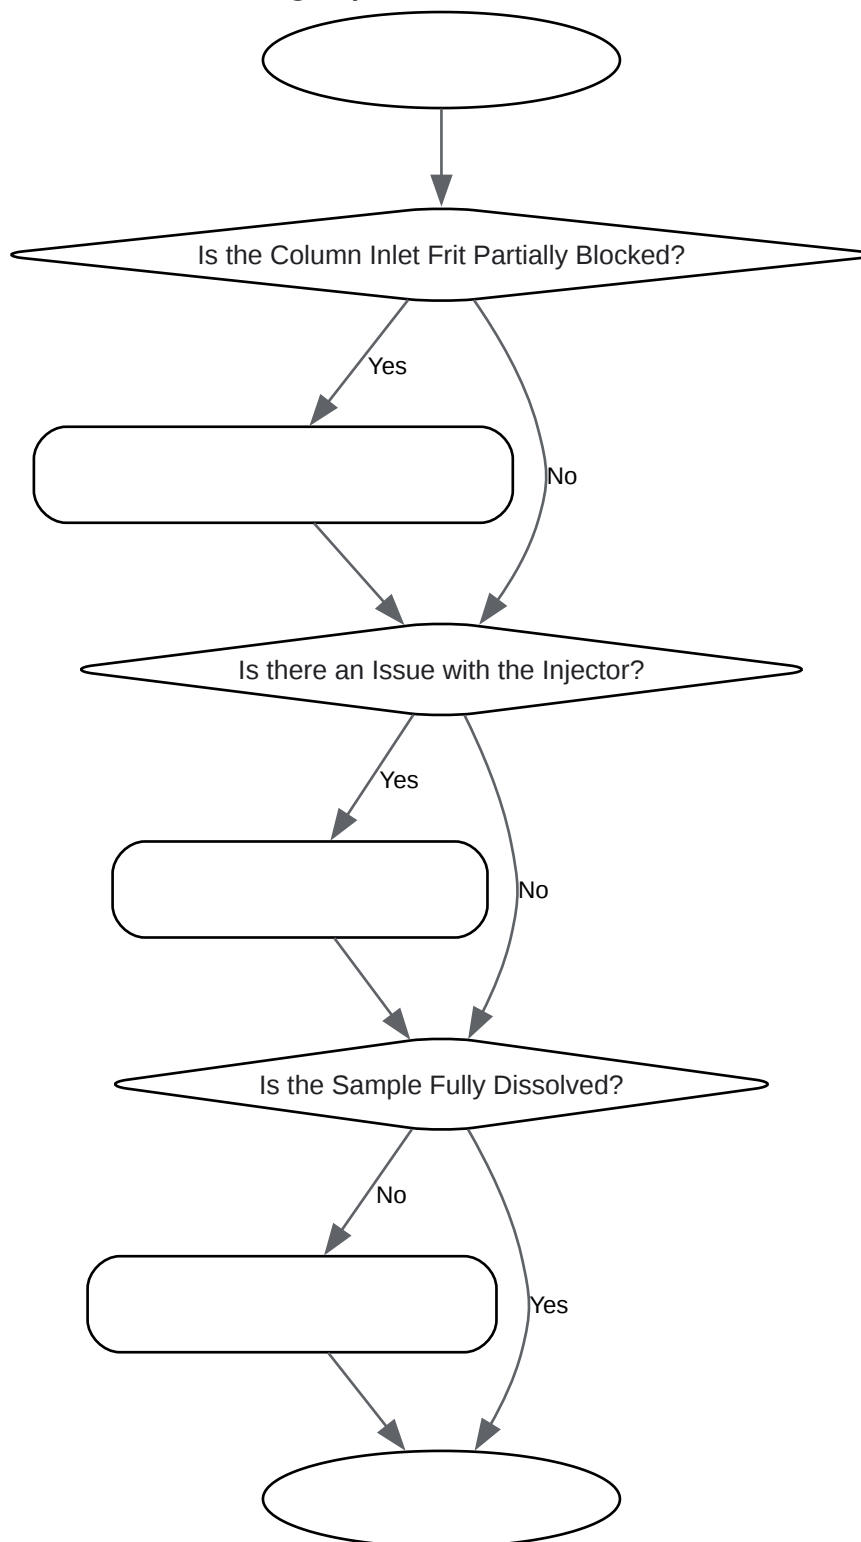 Is the Column Inlet Frit Partially Blocked?
Yes
No
Is there an Issue with the Injector?
Yes
No
Is the Sample Fully Dissolved?
No
Yes